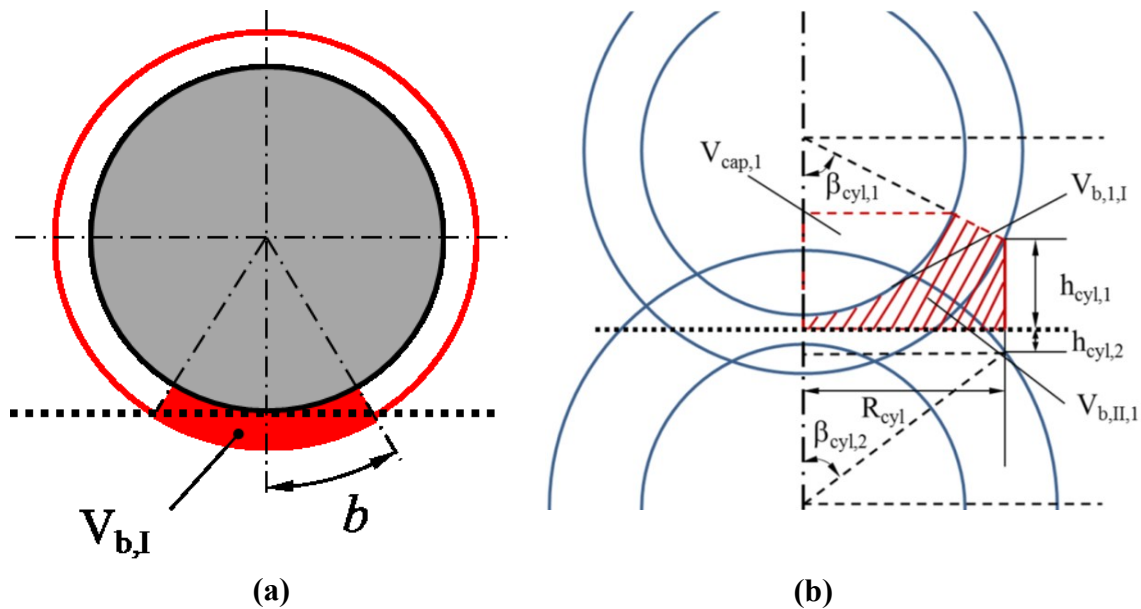 b
V_b,I
(a)
V_cap,1
β_cyl,1
V_b,1,I
h_cyl,1
h_cyl,2
R_cyl
V_b,II,1
β_cyl,2
(b)